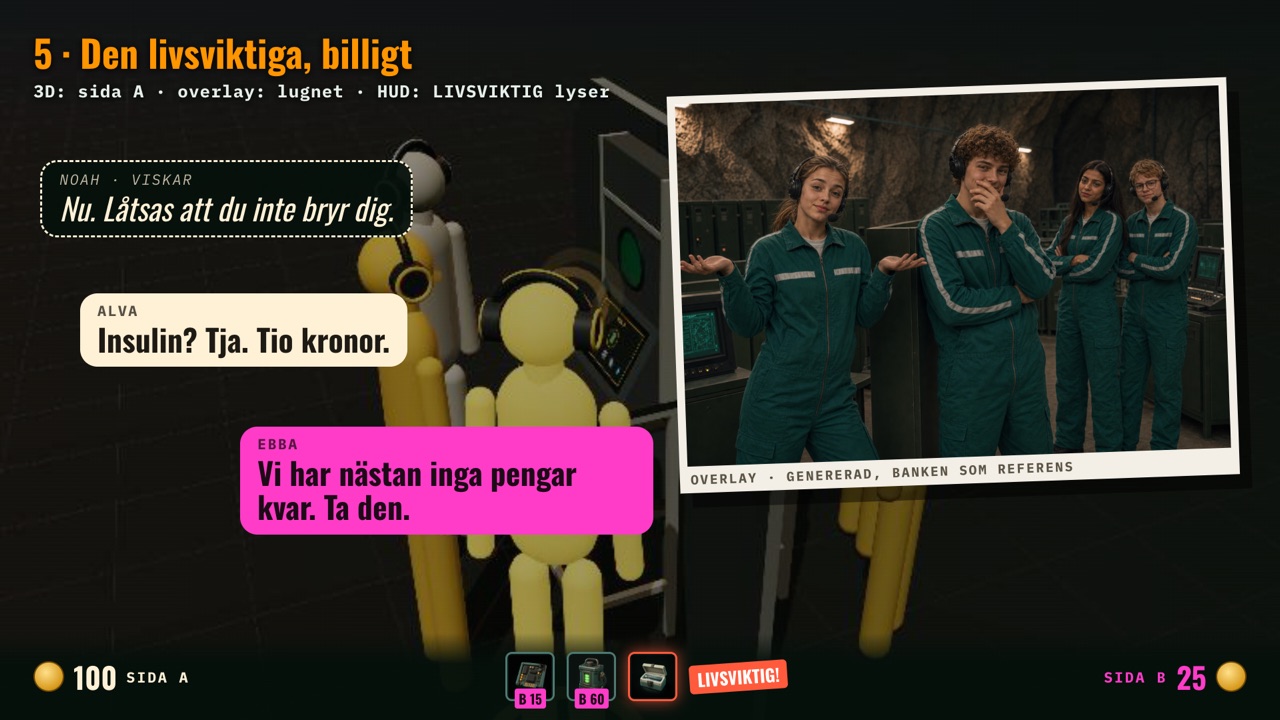 5 · Den livsviktiga, billigt
3D: sida A · overlay: lugnet · HUD: LIVSVIKTIG lyser
NOAH · VISKAR
Nu. Låtsas att du inte bryr dig.
ALVA
Insulin? Tja. Tio kronor.
EBBA
Vi har nästan inga pengar
kvar. Ta den.
OVERLAY · GENERERAD, BANKEN SOM REFERENS
100 SIDA A
B 15
B 60
LIVSVIKTIG!
SIDA B 25